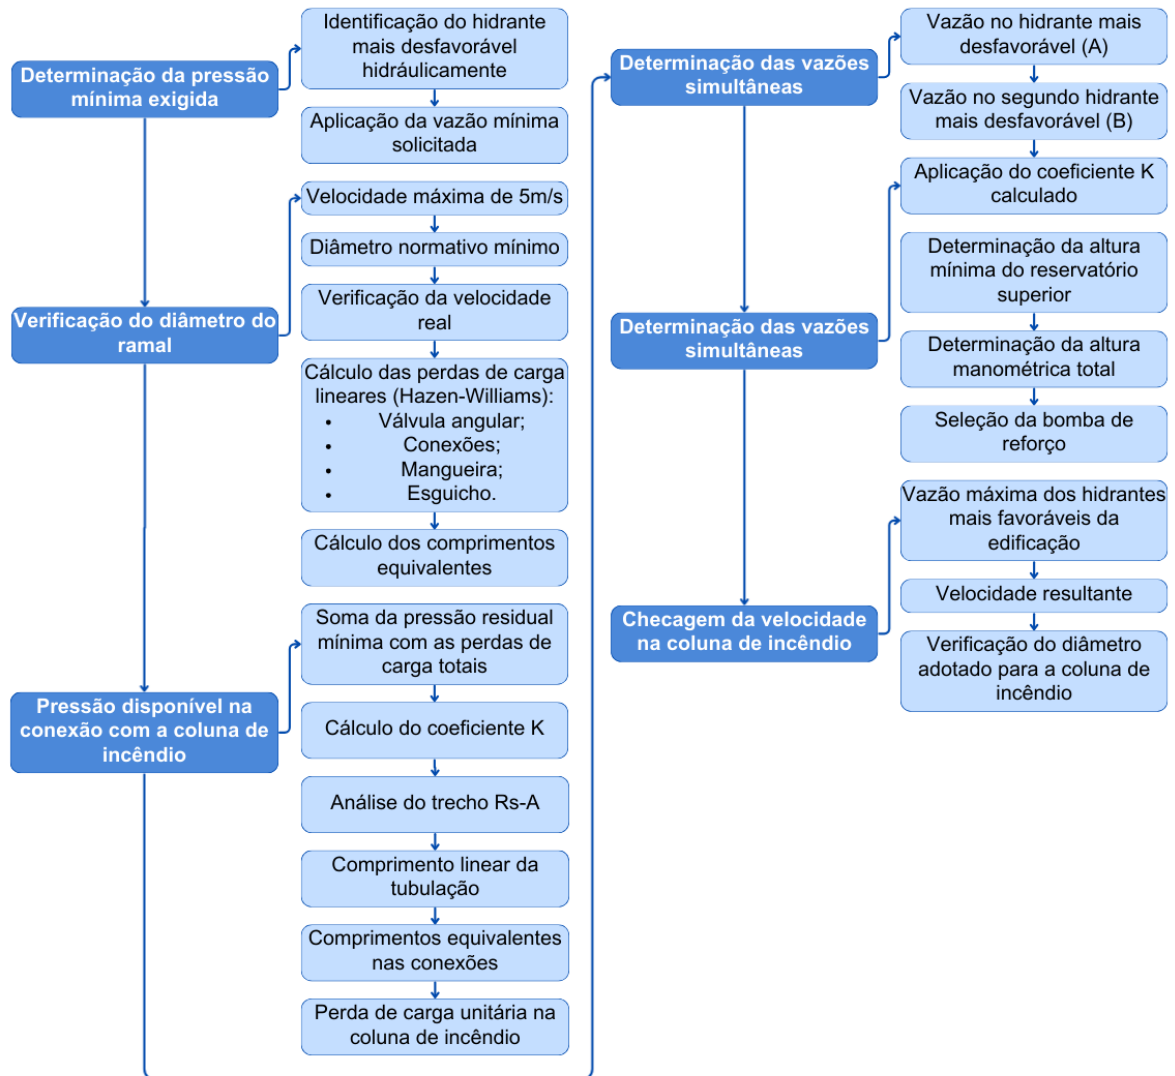 Determinação da pressão
mínima exigida
Identificação do hidrante
mais desfavorável
hidráulicamente
Aplicação da vazão mínima
solicitada
Verificação do diâmetro do
ramal
Velocidade máxima de 5m/s
Diâmetro normativo mínimo
Verificação da velocidade
real
Cálculo das perdas de carga
lineares (Hazen-Williams):
• Válvula angular;
• Conexões;
• Mangueira;
• Esguicho.
Cálculo dos comprimentos
equivalentes
Pressão disponível na
conexão com a coluna de
incêndio
Soma da pressão residual
mínima com as perdas de
carga totais
Cálculo do coeficiente K
Análise do trecho Rs-A
Comprimento linear da
tubulação
Comprimentos equivalentes
nas conexões
Perda de carga unitária na
coluna de incêndio
Determinação das vazões
simultâneas
Vazão no hidrante mais
desfavorável (A)
Vazão no segundo hidrante
mais desfavorável (B)
Aplicação do coeficiente K
calculado
Determinação das vazões
simultâneas
Determinação da altura
mínima do reservatório
superior
Determinação da altura
manométrica total
Seleção da bomba de
reforço
Checagem da velocidade
na coluna de incêndio
Vazão máxima dos hidrantes
mais favoráveis da
edificação
Velocidade resultante
Verificação do diâmetro
adotado para a coluna de
incêndio